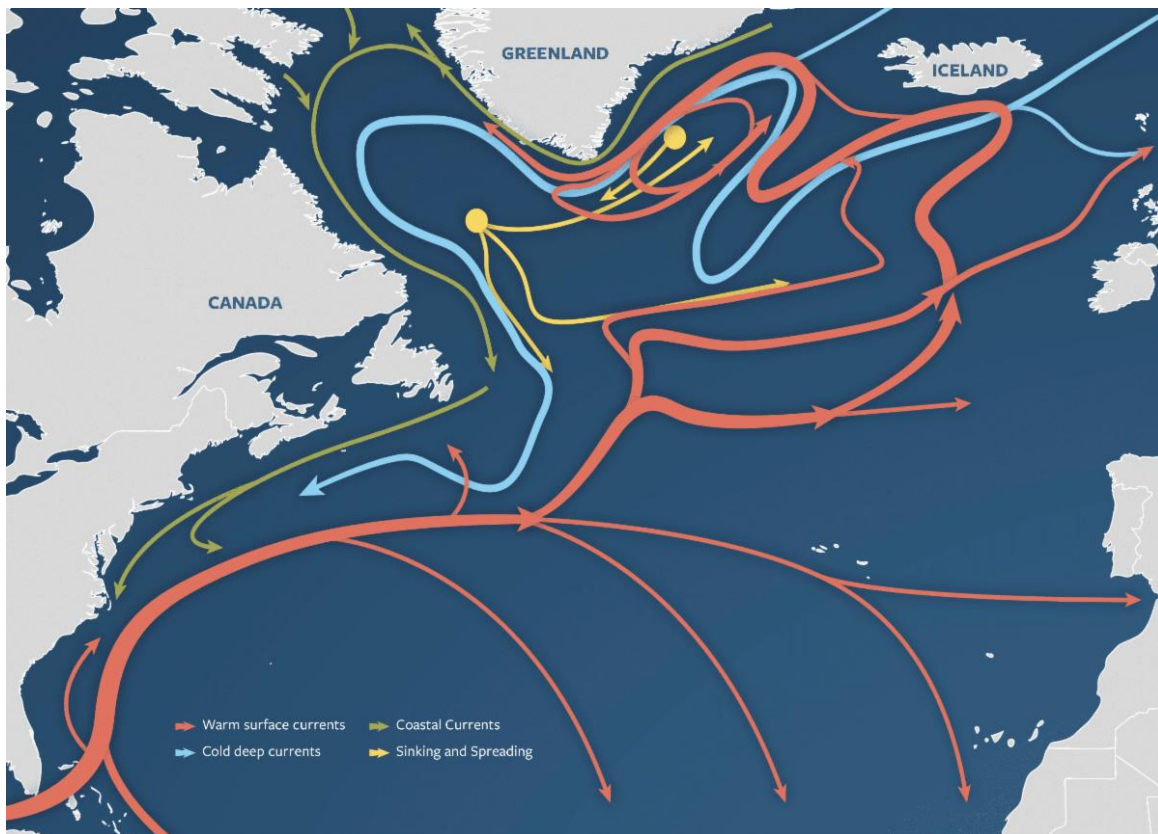 GREENLAND
ICELAND
CANADA
Warm surface currents
Coastal Currents
Cold deep currents
Sinking and Spreading